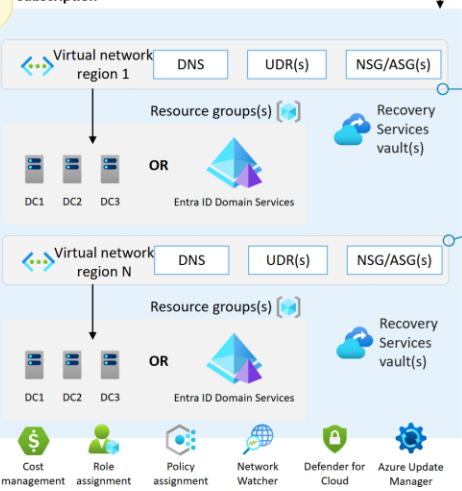 subscription
Virtual network
region 1
DNS
UDR(s)
NSG/ASG(s)
Resource groups(s)
Recovery
Services
vault(s)
OR
DC1 DC2 DC3
Entra ID Domain Services
Virtual network
region N
DNS
UDR(s)
NSG/ASG(s)
Resource groups(s)
Recovery
Services
vault(s)
OR
DC1 DC2 DC3
Entra ID Domain Services
Cost
management
Role
assignment
Policy
assignment
Network
Watcher
Defender for
Cloud
Azure Update
Manager